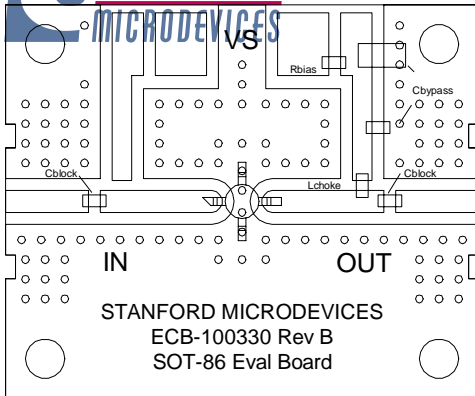 MICRODEVICES
VS
Rbias
Cbypass
Cblock
Lchoke
Cblock
IN
OUT
STANFORD MICRODEVICES
ECB-100330 Rev B
SOT-86 Eval Board